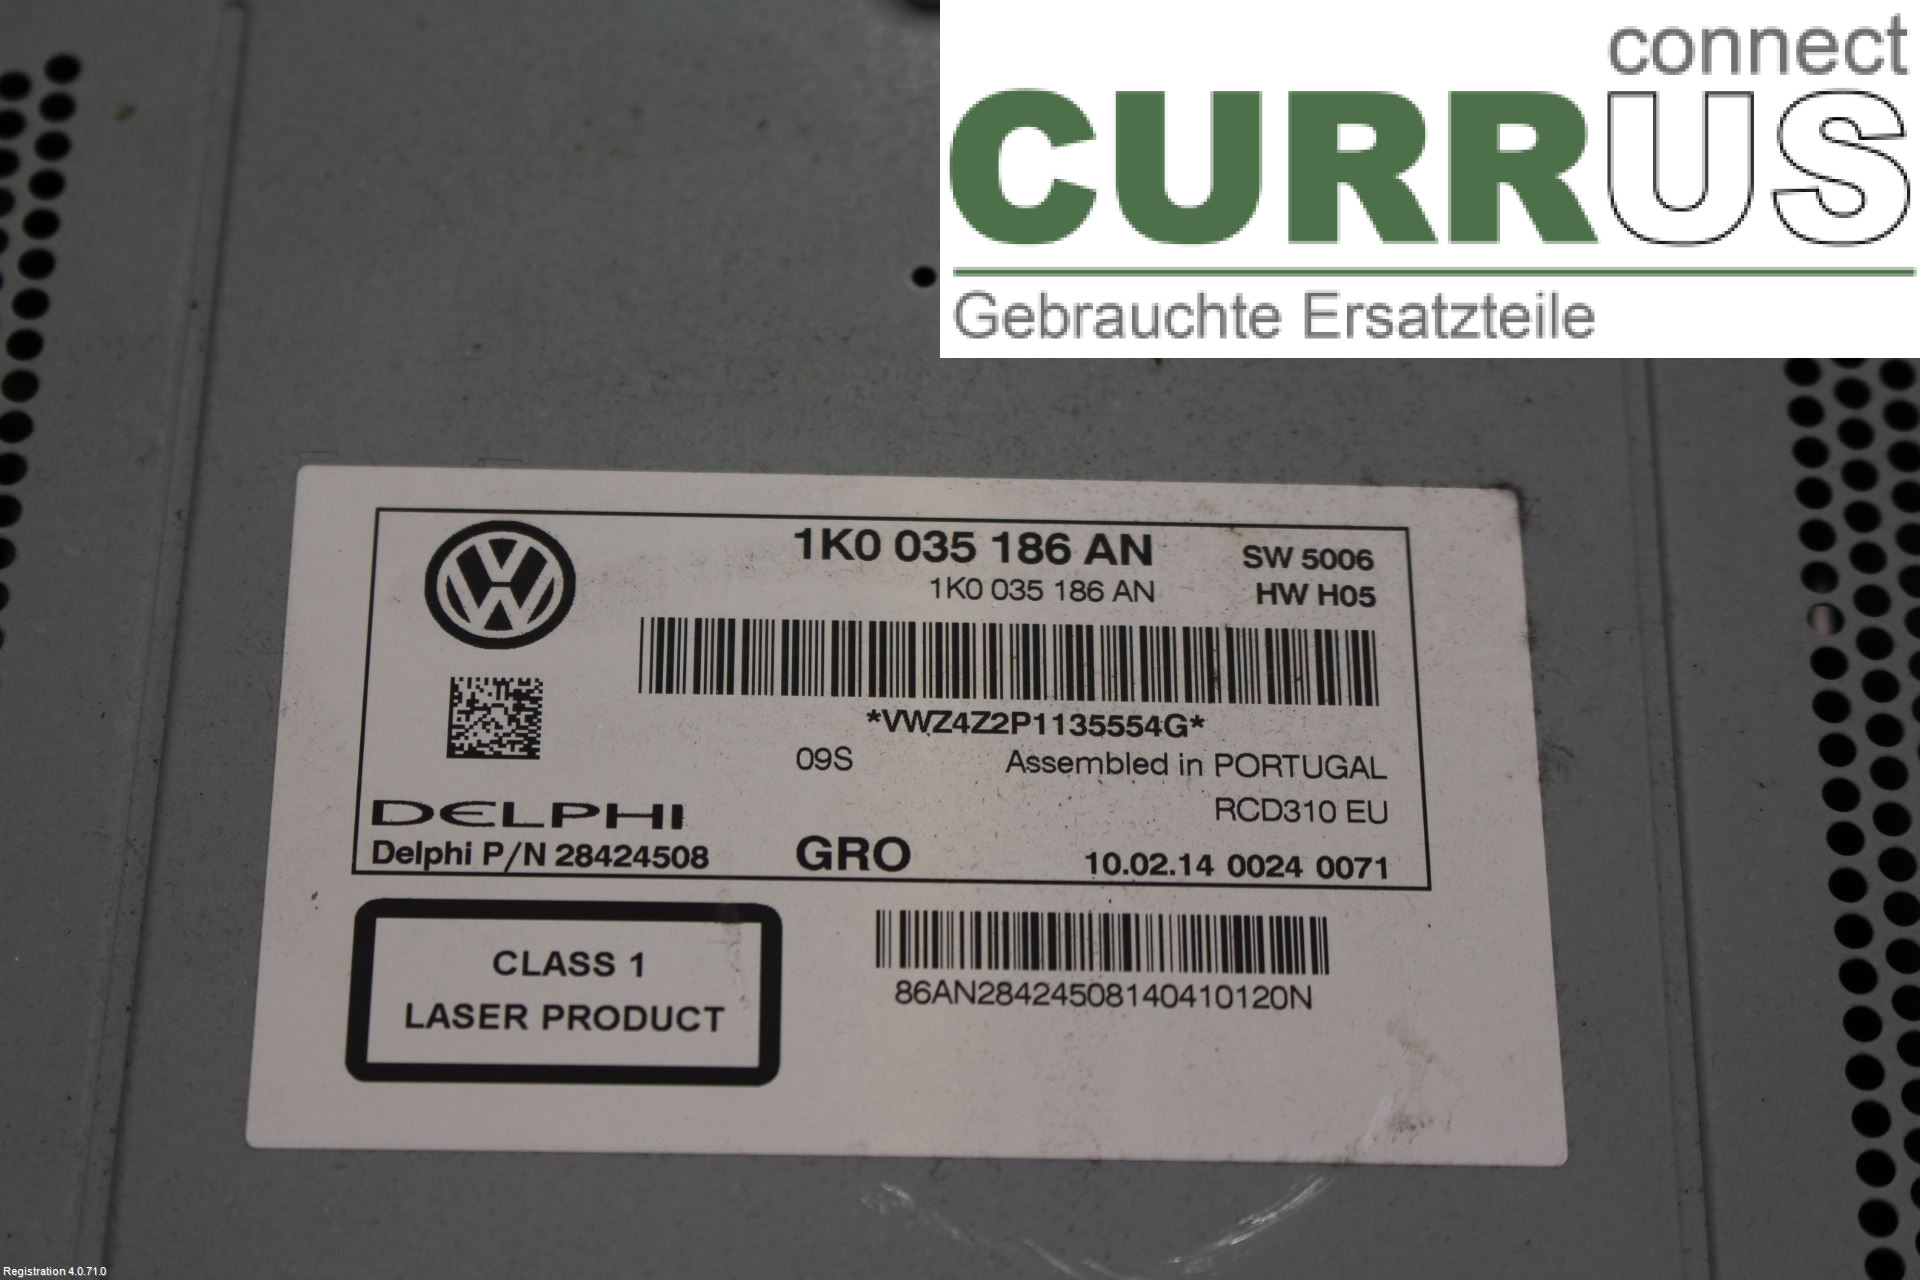 connect
CURRUS
Gebrauchte Ersatzteile
1K0 035 186 AN
SW 5006
1K0 035 186 AN
HW H05
*VWZ4Z2P1135554G*
09S
Assembled in PORTUGAL
RCD310 EU
DELPHI
Delphi P/N 28424508
GRO
10.02.14 0024 0071
CLASS 1
LASER PRODUCT
86AN28424508140410120N
Registration 4.0.71.0